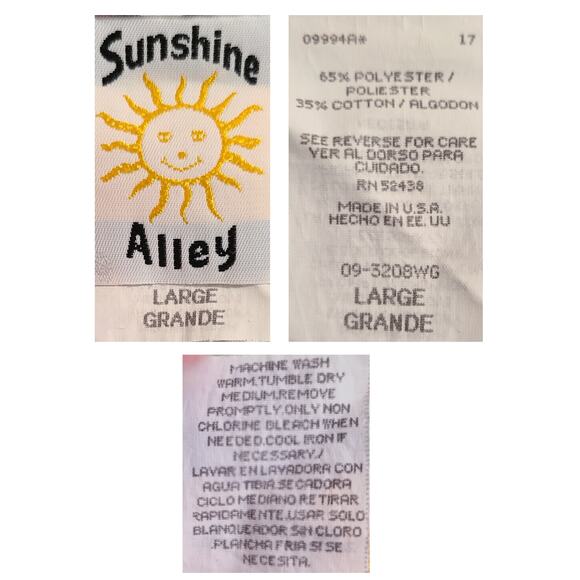 Sunshine
Alley
LARGE
GRANDE
09994A* 17
65% POLYESTER /
POLIESTER
35% COTTON / ALGODON
SEE REVERSE FOR CARE
VER AL DORSO PARA
CUIDADO.
RN 52438
MADE IN U.S.A.
HECHO EN EE. UU
09-3208WG
LARGE
GRANDE
MACHINE WASH
WARM.TUMBLE DRY
MEDIUM.REMOVE
PROMPTLY.ONLY NON
CHLORINE BLEACH WHEN
NEEDED.COOL IRON IF
NECESSARY./
LAVAR EN LAVADORA CON
AGUA TIBIA.SECADORA
CICLO MEDIANO RETIRAR
RAPIDAMENTE.USAR SOLO
BLANQUEADOR SIN CLORO
.PLANCHA FRIA SI SE
NECESITA.